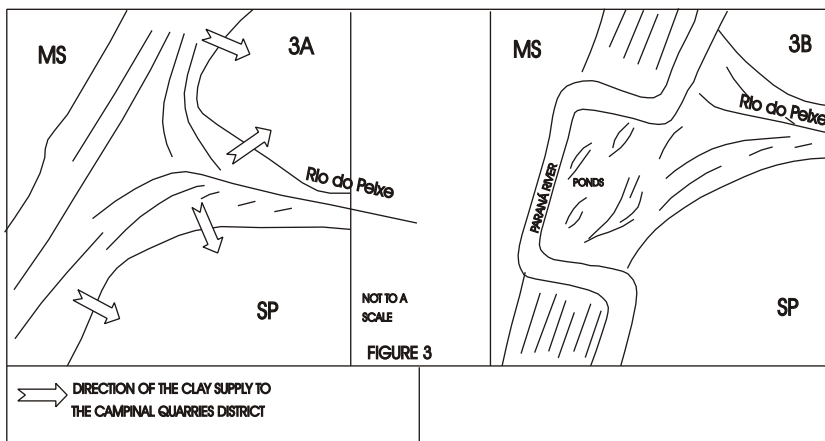 MS
3A
Rio do Peixe
SP
NOT TO A
SCALE
FIGURE 3
MS
3B
Rio do Peixe
PARANÁ RIVER
PONDS
SP
DIRECTION OF THE CLAY SUPPLY TO
THE CAMPINAL QUARRIES DISTRICT